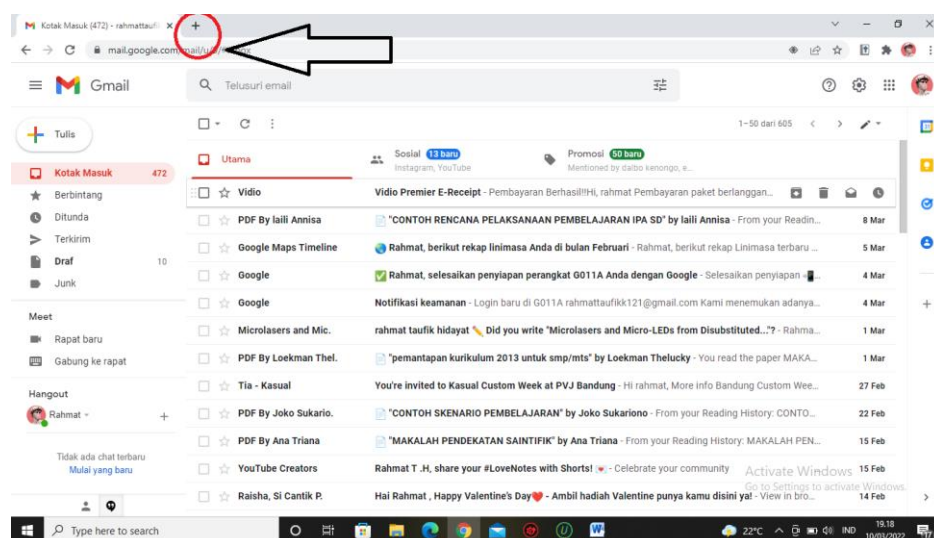 Kotak Masuk (472) - rahmattaufi
mail.google.com/mail/u/
Gmail
Telusuri email
Tulis
1-50 dari 605
Utama
Sosial 13 baru
Instagram, YouTube
Promosi 50 baru
Mentioned by dalbo kenongo, e...
Kotak Masuk 472
Berbintang
Ditunda
Terkirim
Draf 10
Junk
Meet
Rapat baru
Gabung ke rapat
Hangout
Rahmat
Tidak ada chat terbaru
Mulai yang baru
Vidio Vidio Premier E-Receipt - Pembayaran Berhasil!!Hi, rahmat Pembayaran paket berlanggan...
PDF By laili Annisa "CONTOH RENCANA PELAKSANAAN PEMBELAJARAN IPA SD" by laili Annisa - From your Readin... 8 Mar
Google Maps Timeline Rahmat, berikut rekap linimasa Anda di bulan Februari - Rahmat, berikut rekap Linimasa terbaru ... 5 Mar
Google Rahmat, selesaikan penyiapan perangkat G011A Anda dengan Google - Selesaikan penyiapan ... 4 Mar
Google Notifikasi keamanan - Login baru di G011A rahmattaufikk121@gmail.com Kami menemukan adanya... 4 Mar
Microlasers and Mic. rahmat taufik hidayat Did you write "Microlasers and Micro-LEDs from Disubstituted..."? - Rahma... 1 Mar
PDF By Loekman Thel. "pemantapan kurikulum 2013 untuk smp/mts" by Loekman Thelucky - You read the paper MAKA... 1 Mar
Tia - Kasual You're invited to Kasual Custom Week at PVJ Bandung - Hi rahmat, More info Bandung Custom Wee... 27 Feb
PDF By Joko Sukario. "CONTOH SKENARIO PEMBELAJARAN" by Joko Sukariono - From your Reading History: CONTO... 22 Feb
PDF By Ana Triana "MAKALAH PENDEKATAN SAINTIFIK" by Ana Triana - From your Reading History: MAKALAH PEN... 15 Feb
YouTube Creators Rahmat T .H, share your #LoveNotes with Shorts! - Celebrate your community 15 Feb
Raisha, Si Cantik P. Hai Rahmat , Happy Valentine's Day - Ambil hadiah Valentine punya kamu disini ya! - View in bro... 14 Feb
Activate Windows
Go to Settings to activate Windows.
Type here to search
22°C
IND
19.18
10/03/2022